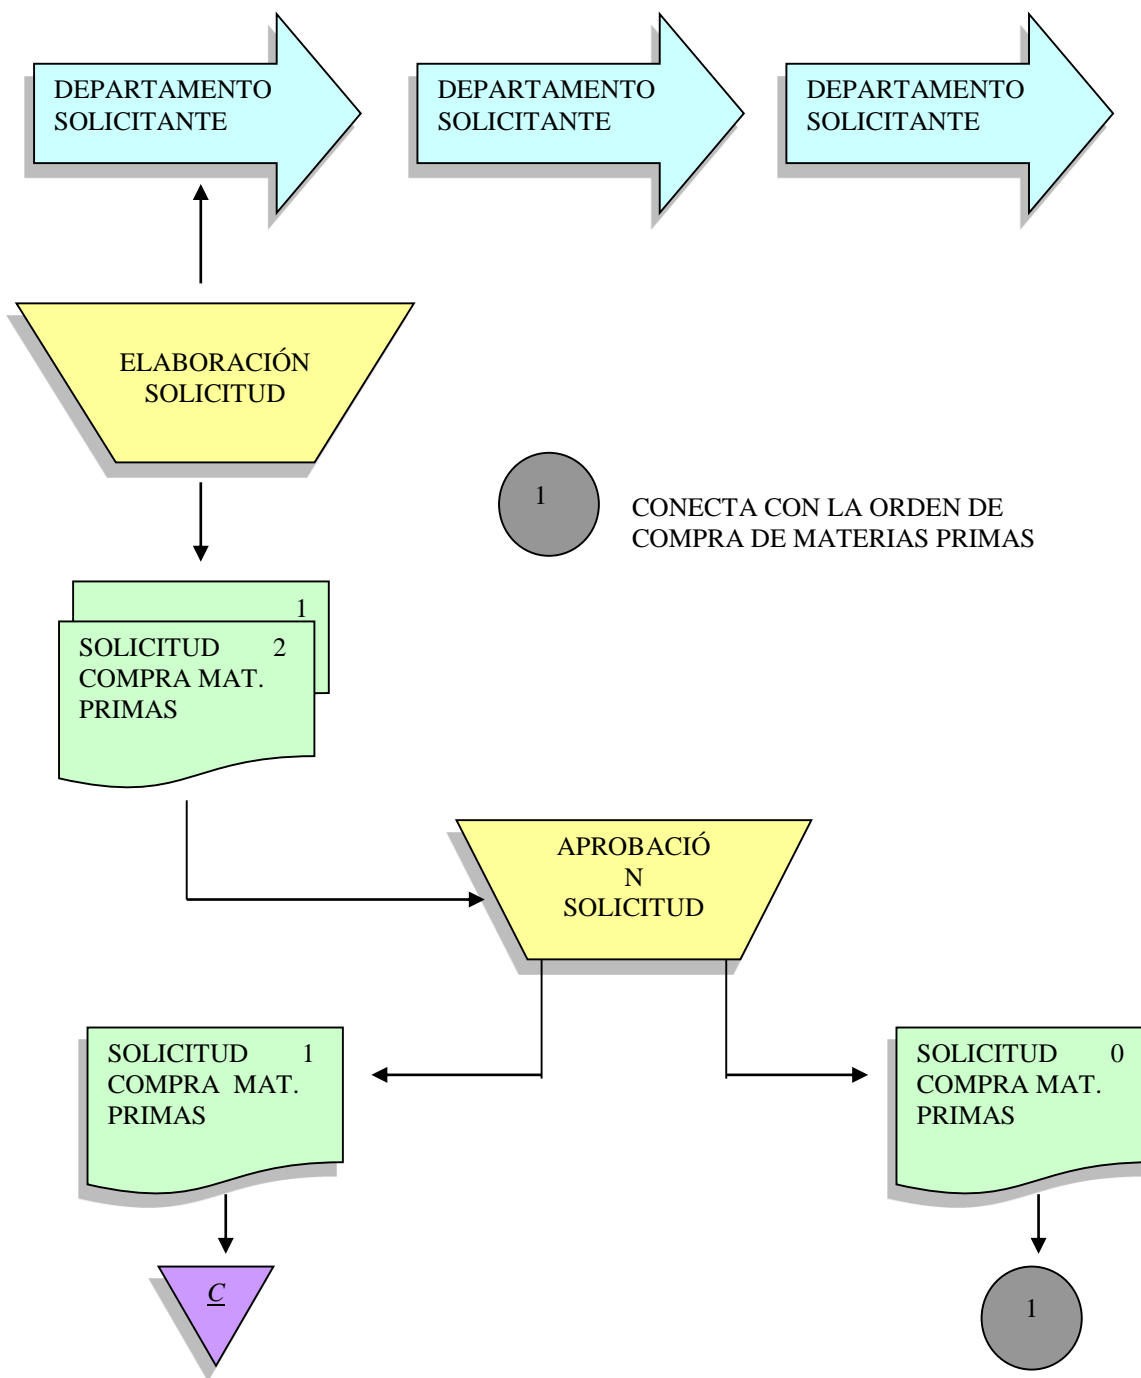 DEPARTAMENTO
SOLICITANTE
DEPARTAMENTO
SOLICITANTE
DEPARTAMENTO
SOLICITANTE
ELABORACIÓN
SOLICITUD
1
CONECTA CON LA ORDEN DE
COMPRA DE MATERIAS PRIMAS
1
SOLICITUD 2
COMPRA MAT.
PRIMAS
APROBACIÓ
N
SOLICITUD
SOLICITUD 1
COMPRA MAT.
PRIMAS
SOLICITUD 0
COMPRA MAT.
PRIMAS
C
1